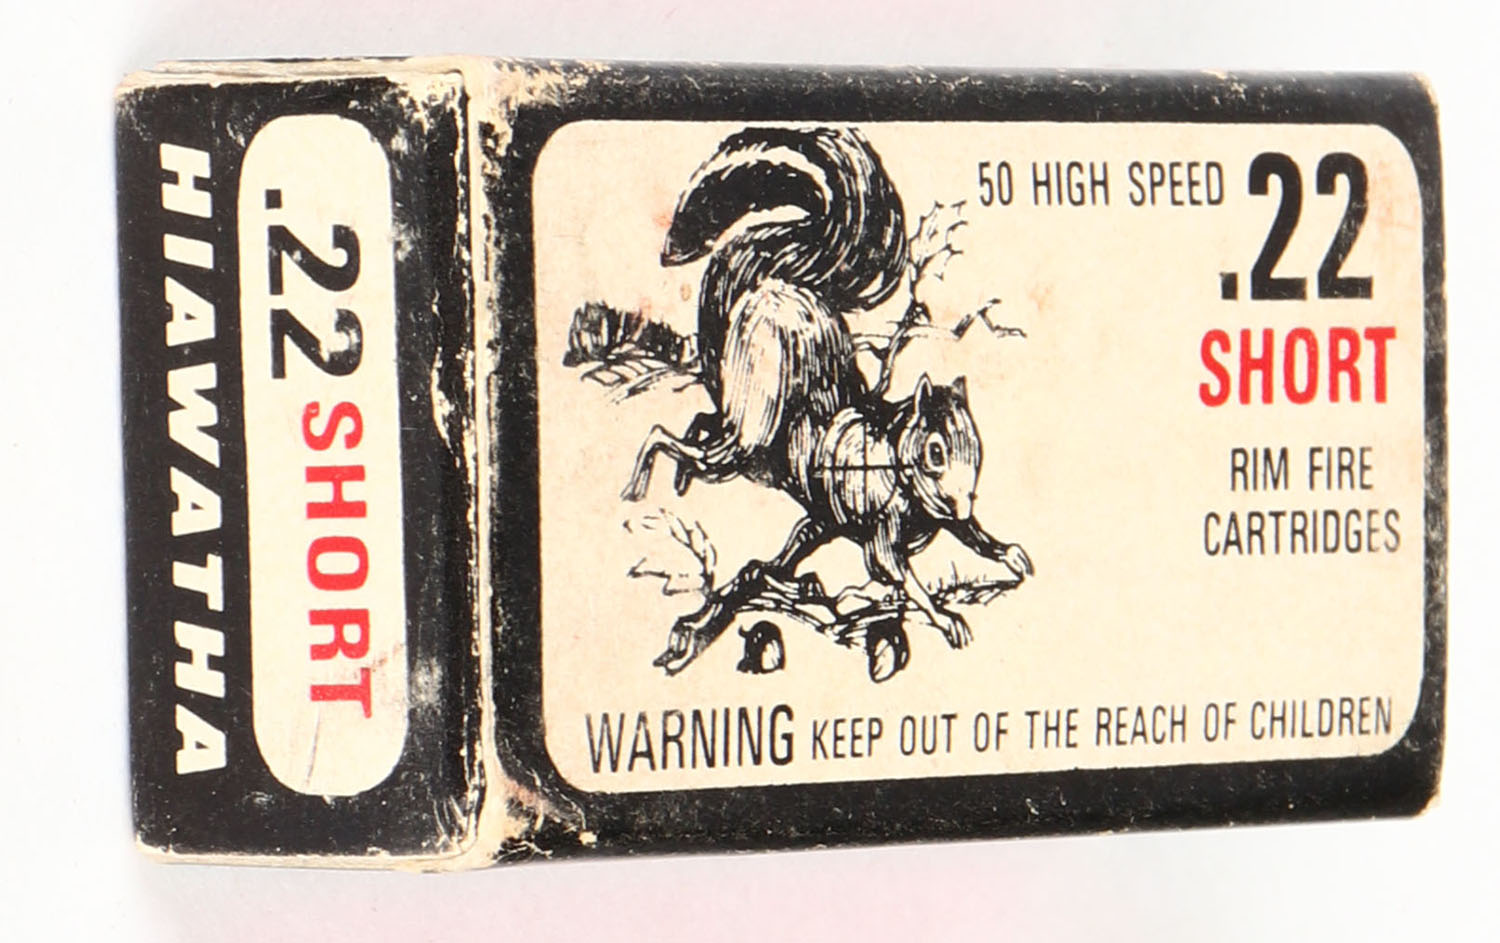 HIAWATHA
.22 SHORT
50 HIGH SPEED .22
SHORT
RIM FIRE
CARTRIDGES
WARNING KEEP OUT OF THE REACH OF CHILDREN